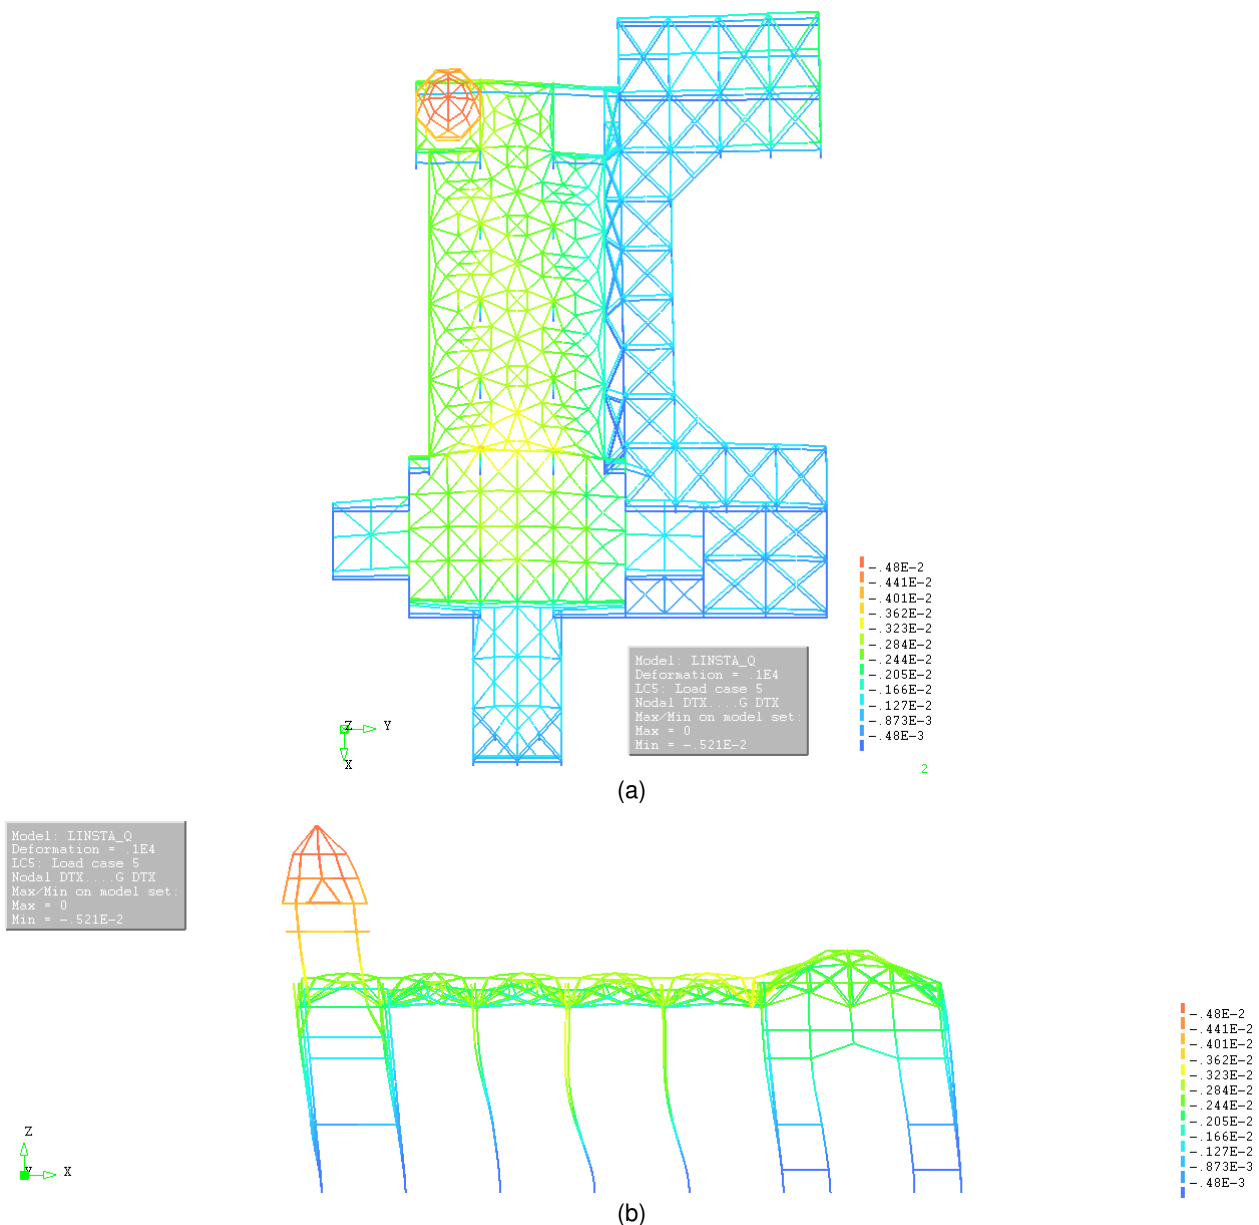 -.48E-2
-.441E-2
-.401E-2
-.362E-2
-.323E-2
-.284E-2
-.244E-2
-.205E-2
-.166E-2
-.127E-2
-.873E-3
-.48E-3
Model: LINSTA_Q
Deformation = .1E4
LC5: Load case 5
Nodal DTX....G DTX
Max/Min on model set:
Max = 0
Min = -.521E-2
Z Y
X
2
(a)
Model: LINSTA_Q
Deformation = .1E4
LC5: Load case 5
Nodal DTX....G DTX
Max/Min on model set:
Max = 0
Min = -.521E-2
-.48E-2
-.441E-2
-.401E-2
-.362E-2
-.323E-2
-.284E-2
-.244E-2
-.205E-2
-.166E-2
-.127E-2
-.873E-3
-.48E-3
Z
Y X
(b)